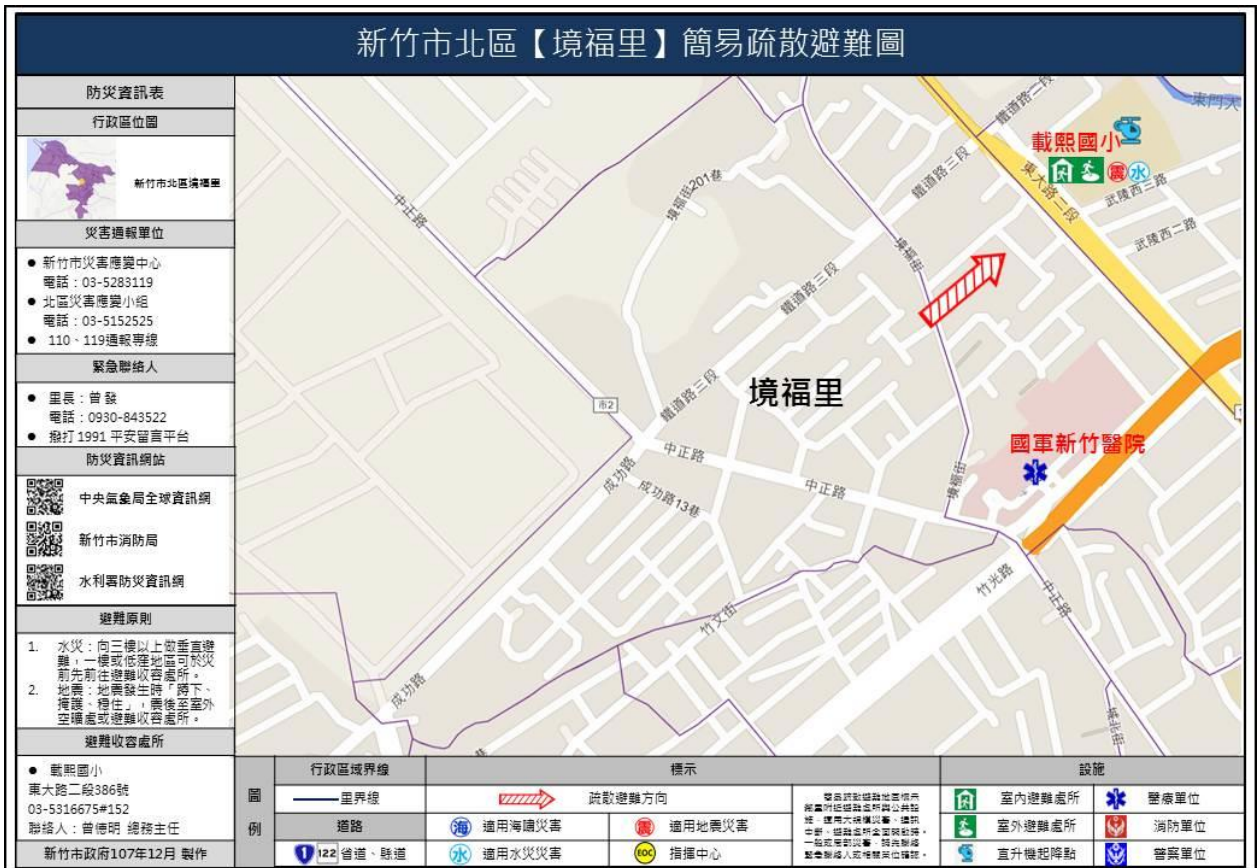 新竹市北區【境福里】簡易疏散避難圖
防災資訊表
行政區位圖
新竹市北區境福里
災害通報單位
● 新竹市災害應變中心
電話：03-5283119
● 北區災害應變小組
電話：03-5152525
● 110、119通報專線
緊急聯絡人
● 里長：曾發
電話：0930-843522
● 撥打 1991 平安留言平台
防災資訊網站
中央氣象局全球資訊網
新竹市消防局
水利署防災資訊網
避難原則
1. 水災：向三樓以上做垂直避
難，一樓或低窪地區可於災
前先前往避難收容處所。
2. 地震：地震發生時「蹲下、
掩護、穩住」，震後至室外
空曠處或避難收容處所。
避難收容處所
● 載熙國小
東大路二段386號
03-5316675#152
聯絡人：曾德明 總務主任
新竹市政府107年12月 製作
鐵道路二段
東門大
載熙國小
震 水
東大路二段
武陵西三路
武陵西二路
鐵道路三段
境福街201巷
中正路
境福街
鐵道路三段
境福里
鐵道路三段
市2
國軍新竹醫院
中正路
成功路
成功路13巷
中正路
境福街
竹光路
中正路
竹文街
成功路
圖例
行政區域界線
里界線
道路
1 122 省道、縣道
標示
疏散避難方向
海 適用海嘯災害
震 適用地震災害
水 適用水災災害
EOC 指揮中心
設施
室內避難所
醫療單位
室外避難處所
消防單位
直升機起降點
警察單位